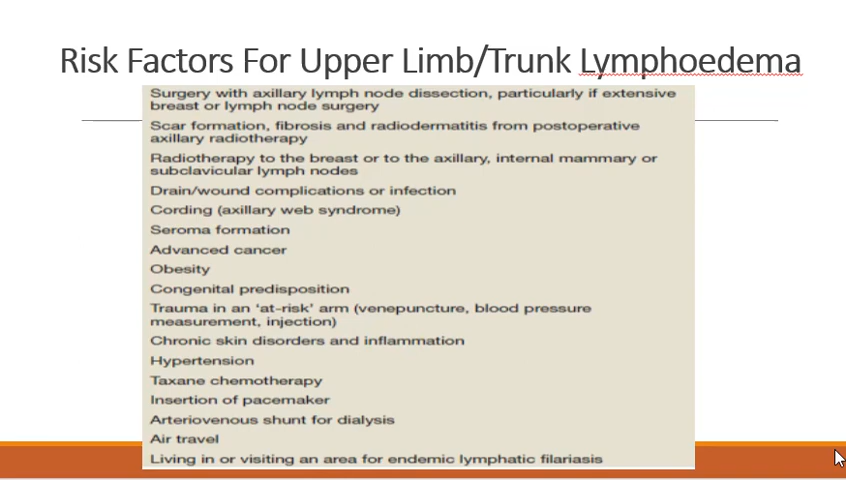 Risk Factors For Upper Limb/Trunk Lymphoedema
Surgery with axillary lymph node dissection, particularly if extensive
breast or lymph node surgery
Scar formation, fibrosis and radiodermatitis from postoperative
axillary radiotherapy
Radiotherapy to the breast or to the axillary, internal mammary or
subclavicular lymph nodes
Drain/wound complications or infection
Cording (axillary web syndrome)
Seroma formation
Advanced cancer
Obesity
Congenital predisposition
Trauma in an ‘at-risk’ arm (venepuncture, blood pressure
measurement, injection)
Chronic skin disorders and inflammation
Hypertension
Taxane chemotherapy
Insertion of pacemaker
Arteriovenous shunt for dialysis
Air travel
Living in or visiting an area for endemic lymphatic filariasis